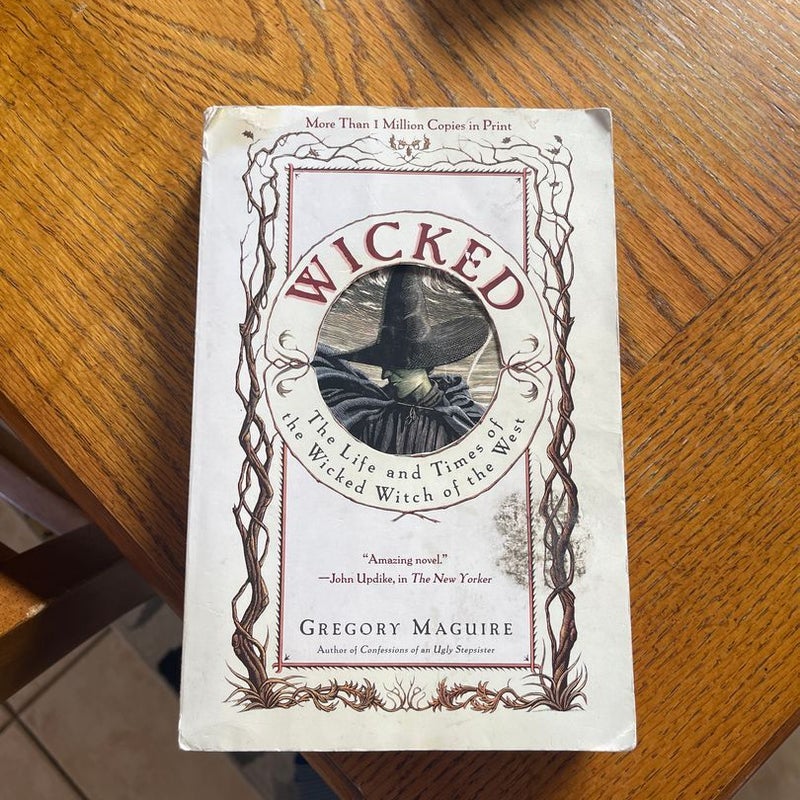 More Than 1 Million Copies in Print
WICKED
The Life and Times of
the Wicked Witch of the West
“Amazing novel.”
—John Updike, in The New Yorker
GREGORY MAGUIRE
Author of Confessions of an Ugly Stepsister